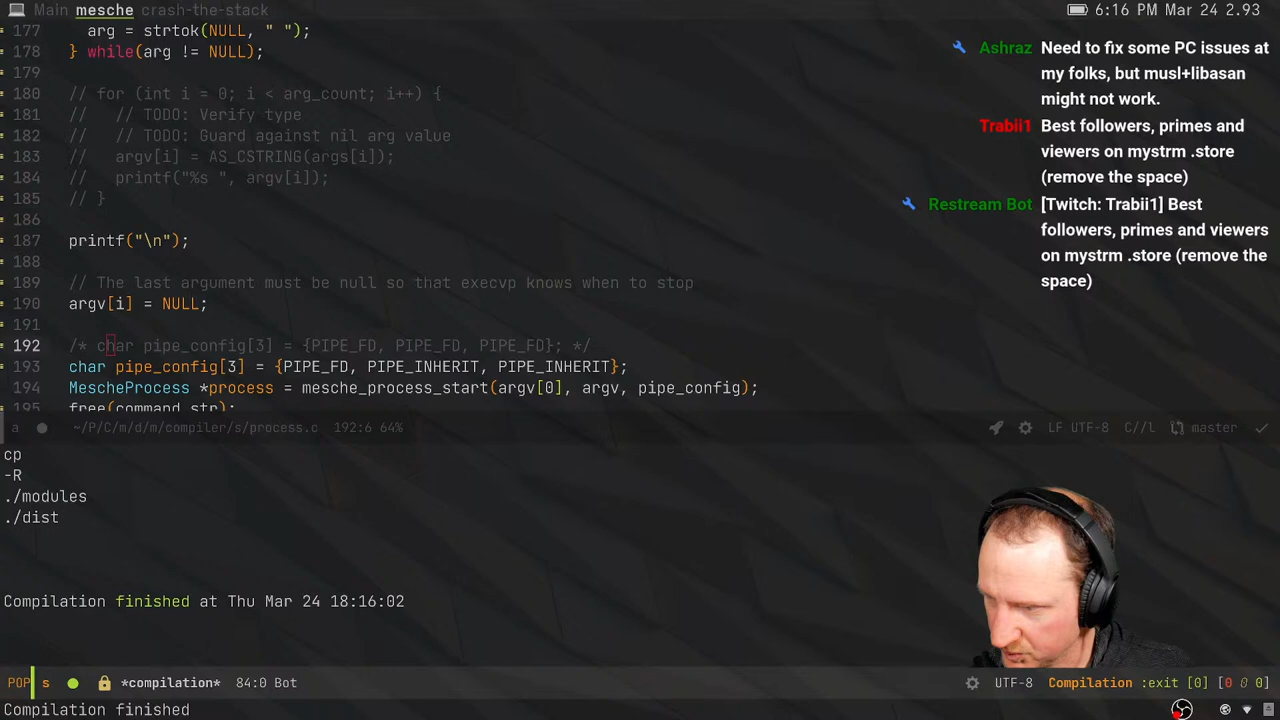 Main mesche crash-the-stack
6:16 PM Mar 24 2.93
177 arg = strtok(NULL, " ");
178 } while(arg != NULL);
179
180 // for (int i = 0; i < arg_count; i++) {
181 // // TODO: Verify type
182 // // TODO: Guard against nil arg value
183 // argv[i] = AS_CSTRING(args[i]);
184 // printf("%s ", argv[i]);
185 // }
186
187 printf("\n");
188
189 // The last argument must be null so that execvp knows when to stop
190 argv[i] = NULL;
191
192 /* char pipe_config[3] = {PIPE_FD, PIPE_FD, PIPE_FD}; */
193 char pipe_config[3] = {PIPE_FD, PIPE_INHERIT, PIPE_INHERIT};
194 MescheProcess *process = mesche_process_start(argv[0], argv, pipe_config);
195 free(command_str);
Ashraz Need to fix some PC issues at
my folks, but musl+libasan
might not work.
Trabii1 Best followers, primes and
viewers on mystrm .store
(remove the space)
Restream Bot [Twitch: Trabii1] Best
followers, primes and viewers
on mystrm .store (remove the
space)
a ~/P/C/m/d/m/compiler/s/process.c 192:6 64% LF UTF-8 C//l master
cp
-R
./modules
./dist
Compilation finished at Thu Mar 24 18:16:02
POP s *compilation* 84:0 Bot UTF-8 Compilation :exit [0] [0 0 0]
Compilation finished